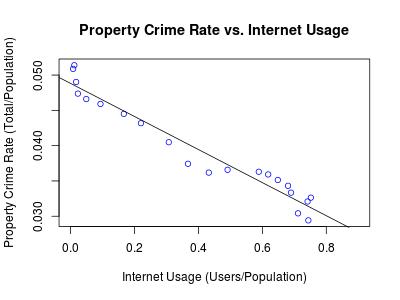 Property Crime Rate vs. Internet Usage
Property Crime Rate (Total/Population)
0.050
0.040
0.030
0.0 0.2 0.4 0.6 0.8
Internet Usage (Users/Population)